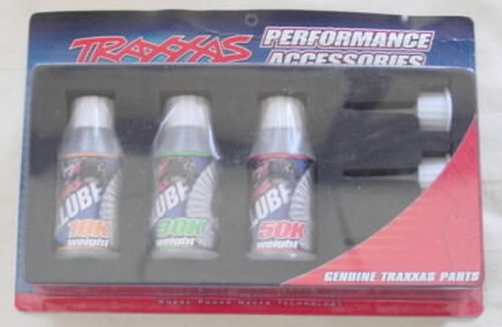 TRAXXAS
PERFORMANCE
ACCESSORIES
LUBE
10K
weight
LUBE
30K
weight
LUBE
50K
weight
GENUINE TRAXXAS PARTS